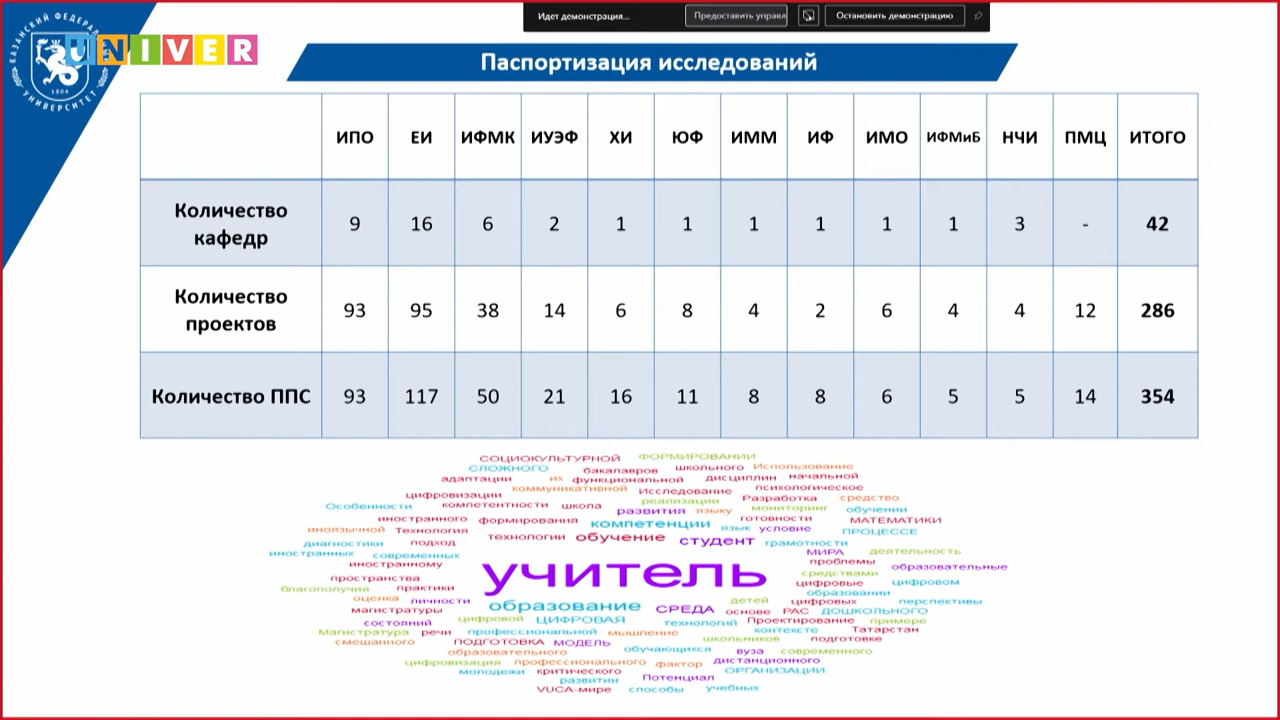 Идет демонстрация...
Предоставить управл
Остановить демонстрацию
КАЗАНСКИЙ ФЕДЕРАЛ
УНИВЕРСИТЕТ
1804
UNIVER
Паспортизация исследований
ИПО ЕИ ИФМК ИУЭФ ХИ ЮФ ИММ ИФ ИМО ИФМиБ НЧИ ПМЦ ИТОГО
Количество
кафедр
9 16 6 2 1 1 1 1 1 1 3 - 42
Количество
проектов
93 95 38 14 6 8 4 2 6 4 4 12 286
Количество ППС 93 117 50 21 16 11 8 8 6 5 5 14 354
СОЦИОКУЛЬТУРНОЙ ФОРМИРОВАНИИ
СЛОЖНОГО бакалавров школьного Использование
адаптации их функциональной дисциплин начальной
цифровизации коммуникативной Исследование психологическое
Особенности компетентности школа реализации Разработка средство
развития языку мониторинг обучении
иностранного формирования компетенции готовности МАТЕМАТИКИ
иноязычной Технология язык условие ПРОЦЕССЕ
диагностики подход технологии обучение студент грамотности
иностранных современных МИРА деятельность
иностранному проблемы образовательные
пространства учитель средствами
благополучия практики цифровые цифровом
оценка личности образовании
магистратуры образование СРЕДА детей цифровых перспективы
основе РАС ДОШКОЛЬНОГО
состояний цифровой ЦИФРОВАЯ технологий Проектирование примере
Магистратура речи профессиональной мышление контексте Татарстан
смешанного ПОДГОТОВКА МОДЕЛЬ школьников подготовке
образовательного обучающихся вуза современного
цифровизация профессионального фактор дистанционного
молодежи критического ОРГАНИЗАЦИИ
развитии Потенциал
VUCA-мире способы учебных